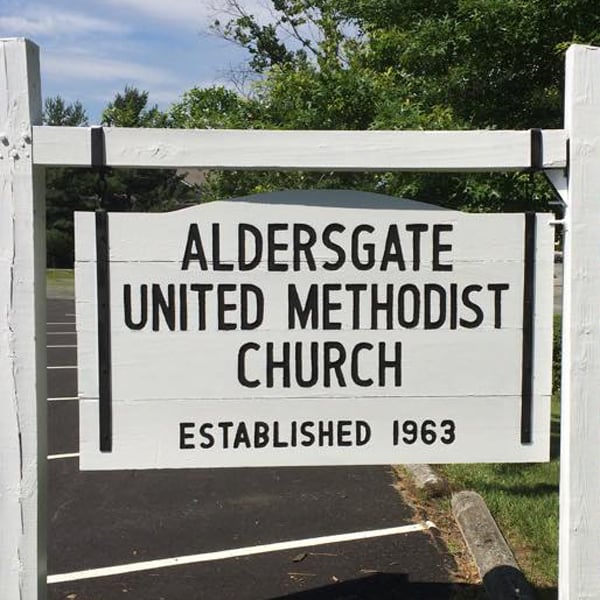 ALDERSGATE
UNITED METHODIST
CHURCH
ESTABLISHED 1963